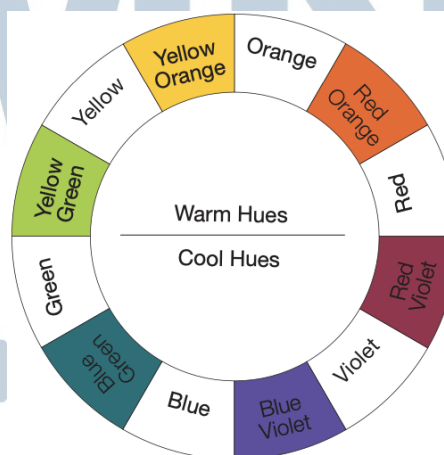 Yellow
Orange
Orange
Red
Orange
Yellow
Red
Yellow
Green
Warm Hues
Cool Hues
Green
Red
Violet
Blue
Green
Violet
Blue
Blue
Violet